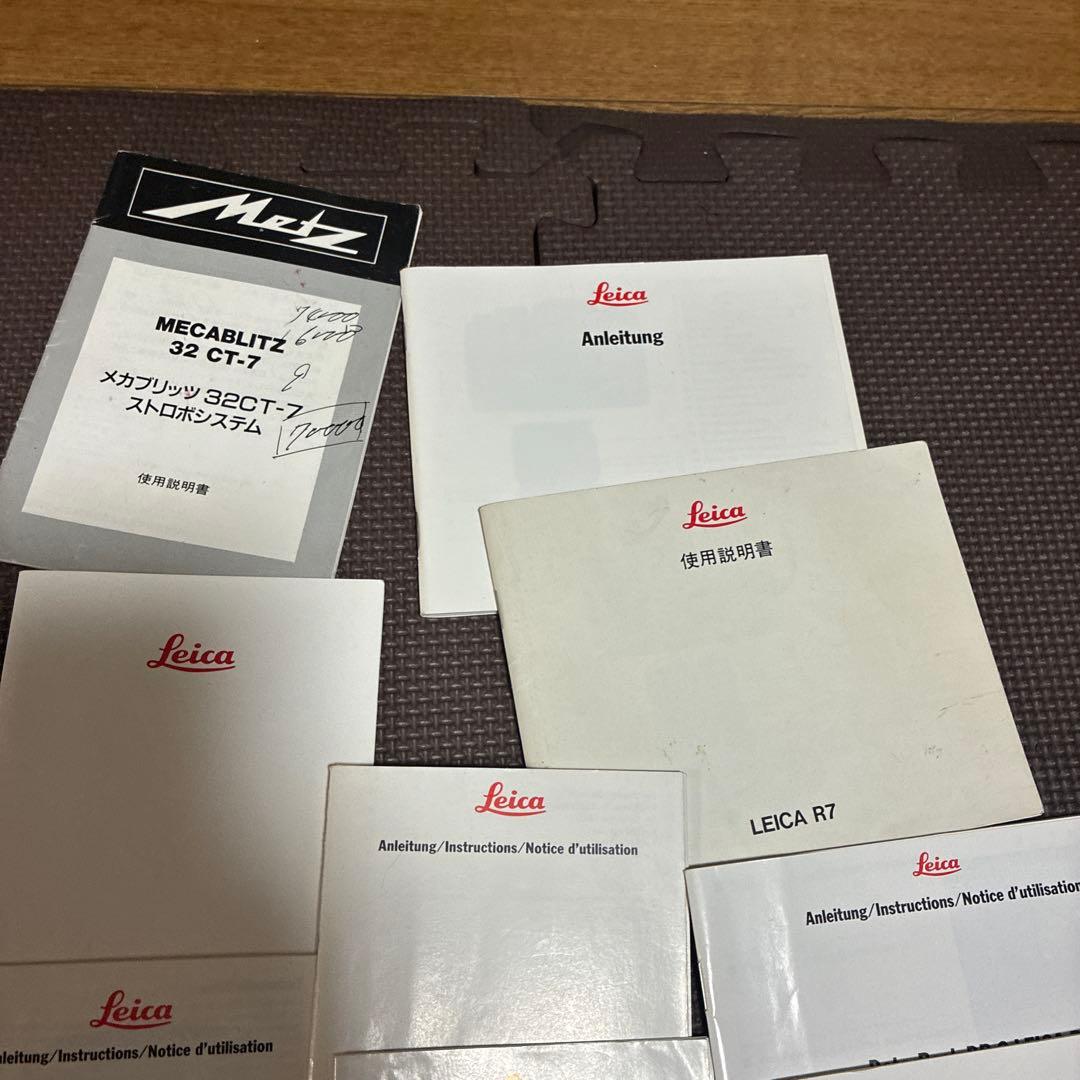 Metz
MECABLITZ
32 CT-7
メカブリッツ 32CT-7
ストロボシステム
使用説明書
Leica
Anleitung
Leica
使用説明書
LEICA R7
Leica
Leica
Anleitung/Instructions/Notice d'utilisation
Leica
Anleitung/Instructions/Notice d'utilisation
Leica
leitung/Instructions/Notice d'utilisation